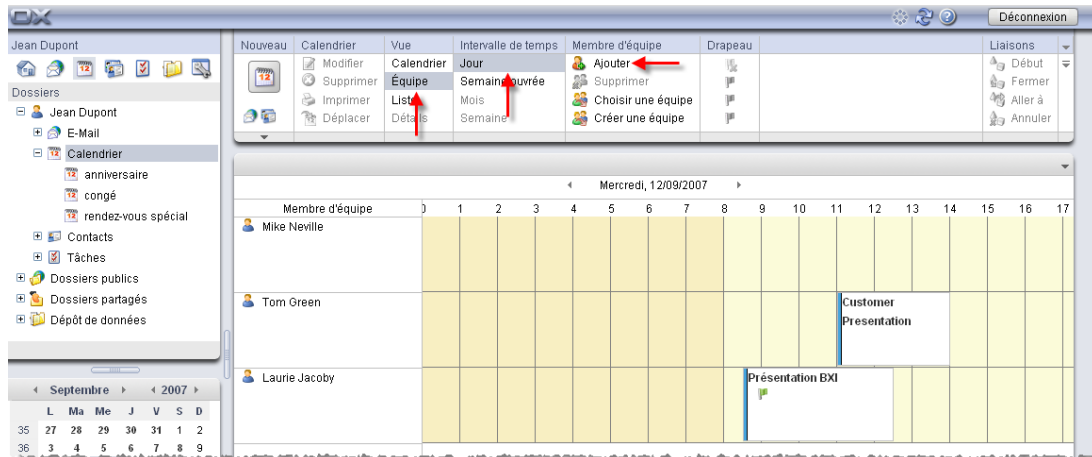 OX
Déconnexion
Jean Dupont
Dossiers
Jean Dupont
E-Mail
Calendrier
anniversaire
congé
rendez-vous spécial
Contacts
Tâches
Dossiers publics
Dossiers partagés
Dépôt de données
Septembre 2007
L Ma Me J V S D
35 27 28 29 30 31 1 2
36 3 4 5 6 7 8 9
Nouveau Calendrier Vue Intervalle de temps Membre d'équipe Drapeau Liaisons
Modifier Calendrier Jour Ajouter Début
Supprimer Équipe Semaine ouvrée Supprimer Fermer
Imprimer Liste Mois Choisir une équipe Aller à
Déplacer Détails Semaine Créer une équipe Annuler
Mercredi, 12/09/2007
Membre d'équipe 1 2 3 4 5 6 7 8 9 10 11 12 13 14 15 16 17
Mike Neville
Tom Green
Customer
Presentation
Laurie Jacoby
Présentation BXI